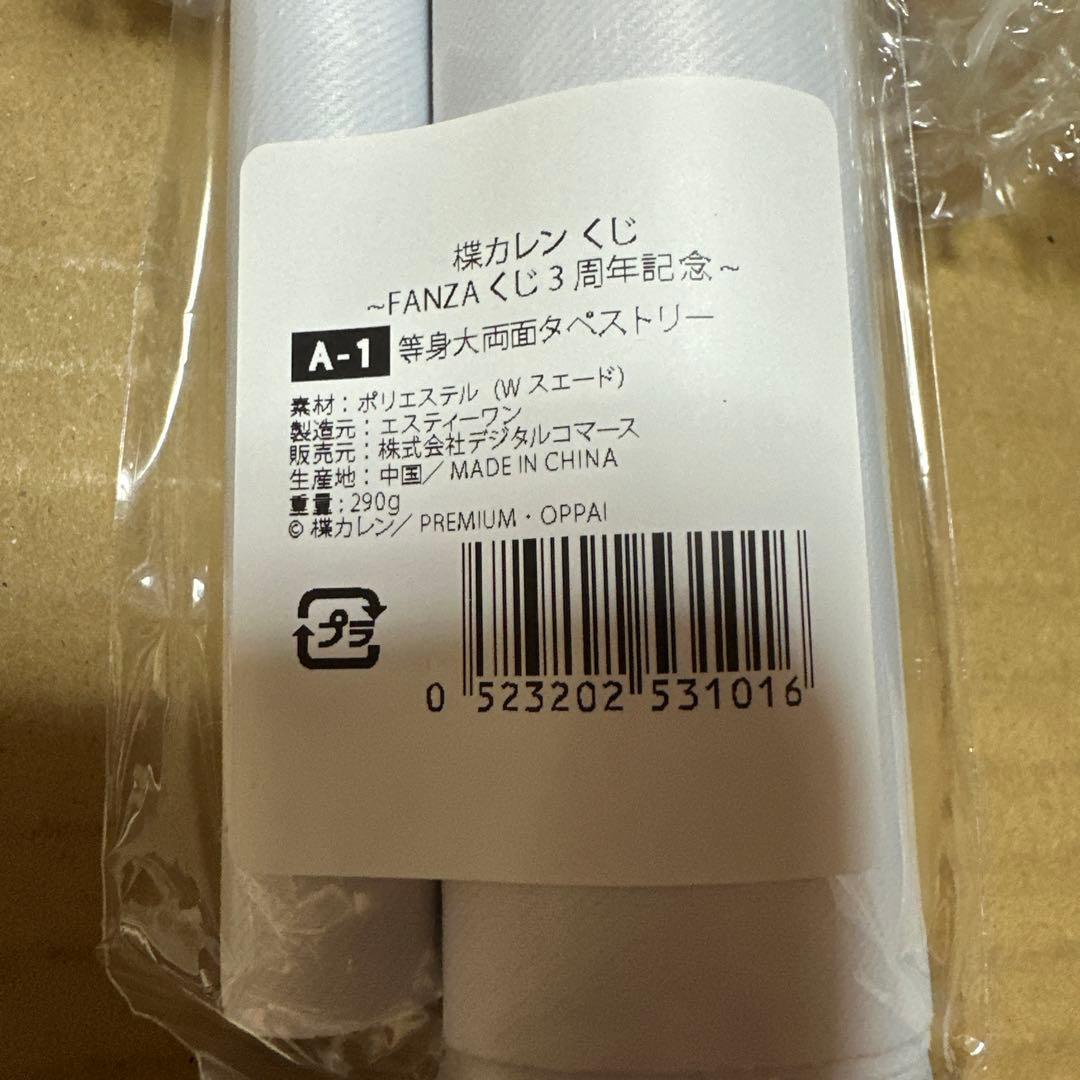 楪カレン くじ
~FANZA くじ 3 周年記念~
A-1 等身大両面タペストリー
素材：ポリエステル（W スエード）
製造元：エスティーワン
販売元：株式会社デジタルコマース
生産地：中国／ MADE IN CHINA
重量：290g
© 楪カレン／ PREMIUM・OPPAI
プラ
0 523202 531016